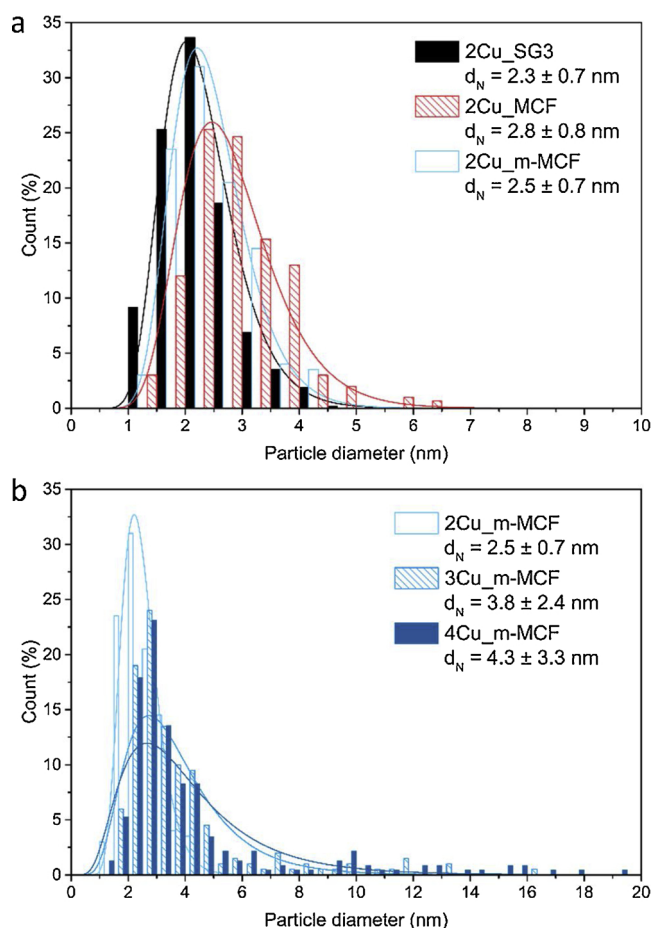 a
35
30
25
20
15
10
5
0
Count (%)
2Cu_SG3
d_N = 2.3 ± 0.7 nm
2Cu_MCF
d_N = 2.8 ± 0.8 nm
2Cu_m-MCF
d_N = 2.5 ± 0.7 nm
0 1 2 3 4 5 6 7 8 9 10
Particle diameter (nm)
b
35
30
25
20
15
10
5
0
Count (%)
2Cu_m-MCF
d_N = 2.5 ± 0.7 nm
3Cu_m-MCF
d_N = 3.8 ± 2.4 nm
4Cu_m-MCF
d_N = 4.3 ± 3.3 nm
0 2 4 6 8 10 12 14 16 18 20
Particle diameter (nm)